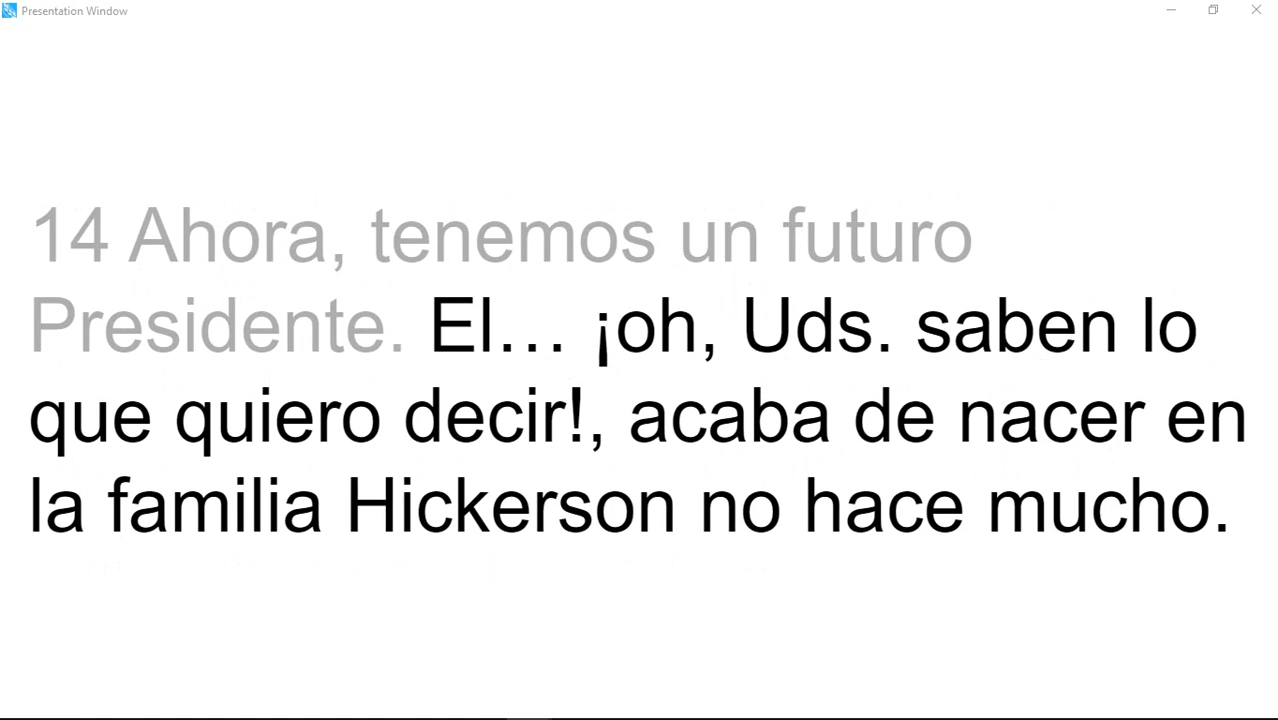 Presentation Window
14 Ahora, tenemos un futuro
Presidente. El… ¡oh, Uds. saben lo
que quiero decir!, acaba de nacer en
la familia Hickerson no hace mucho.